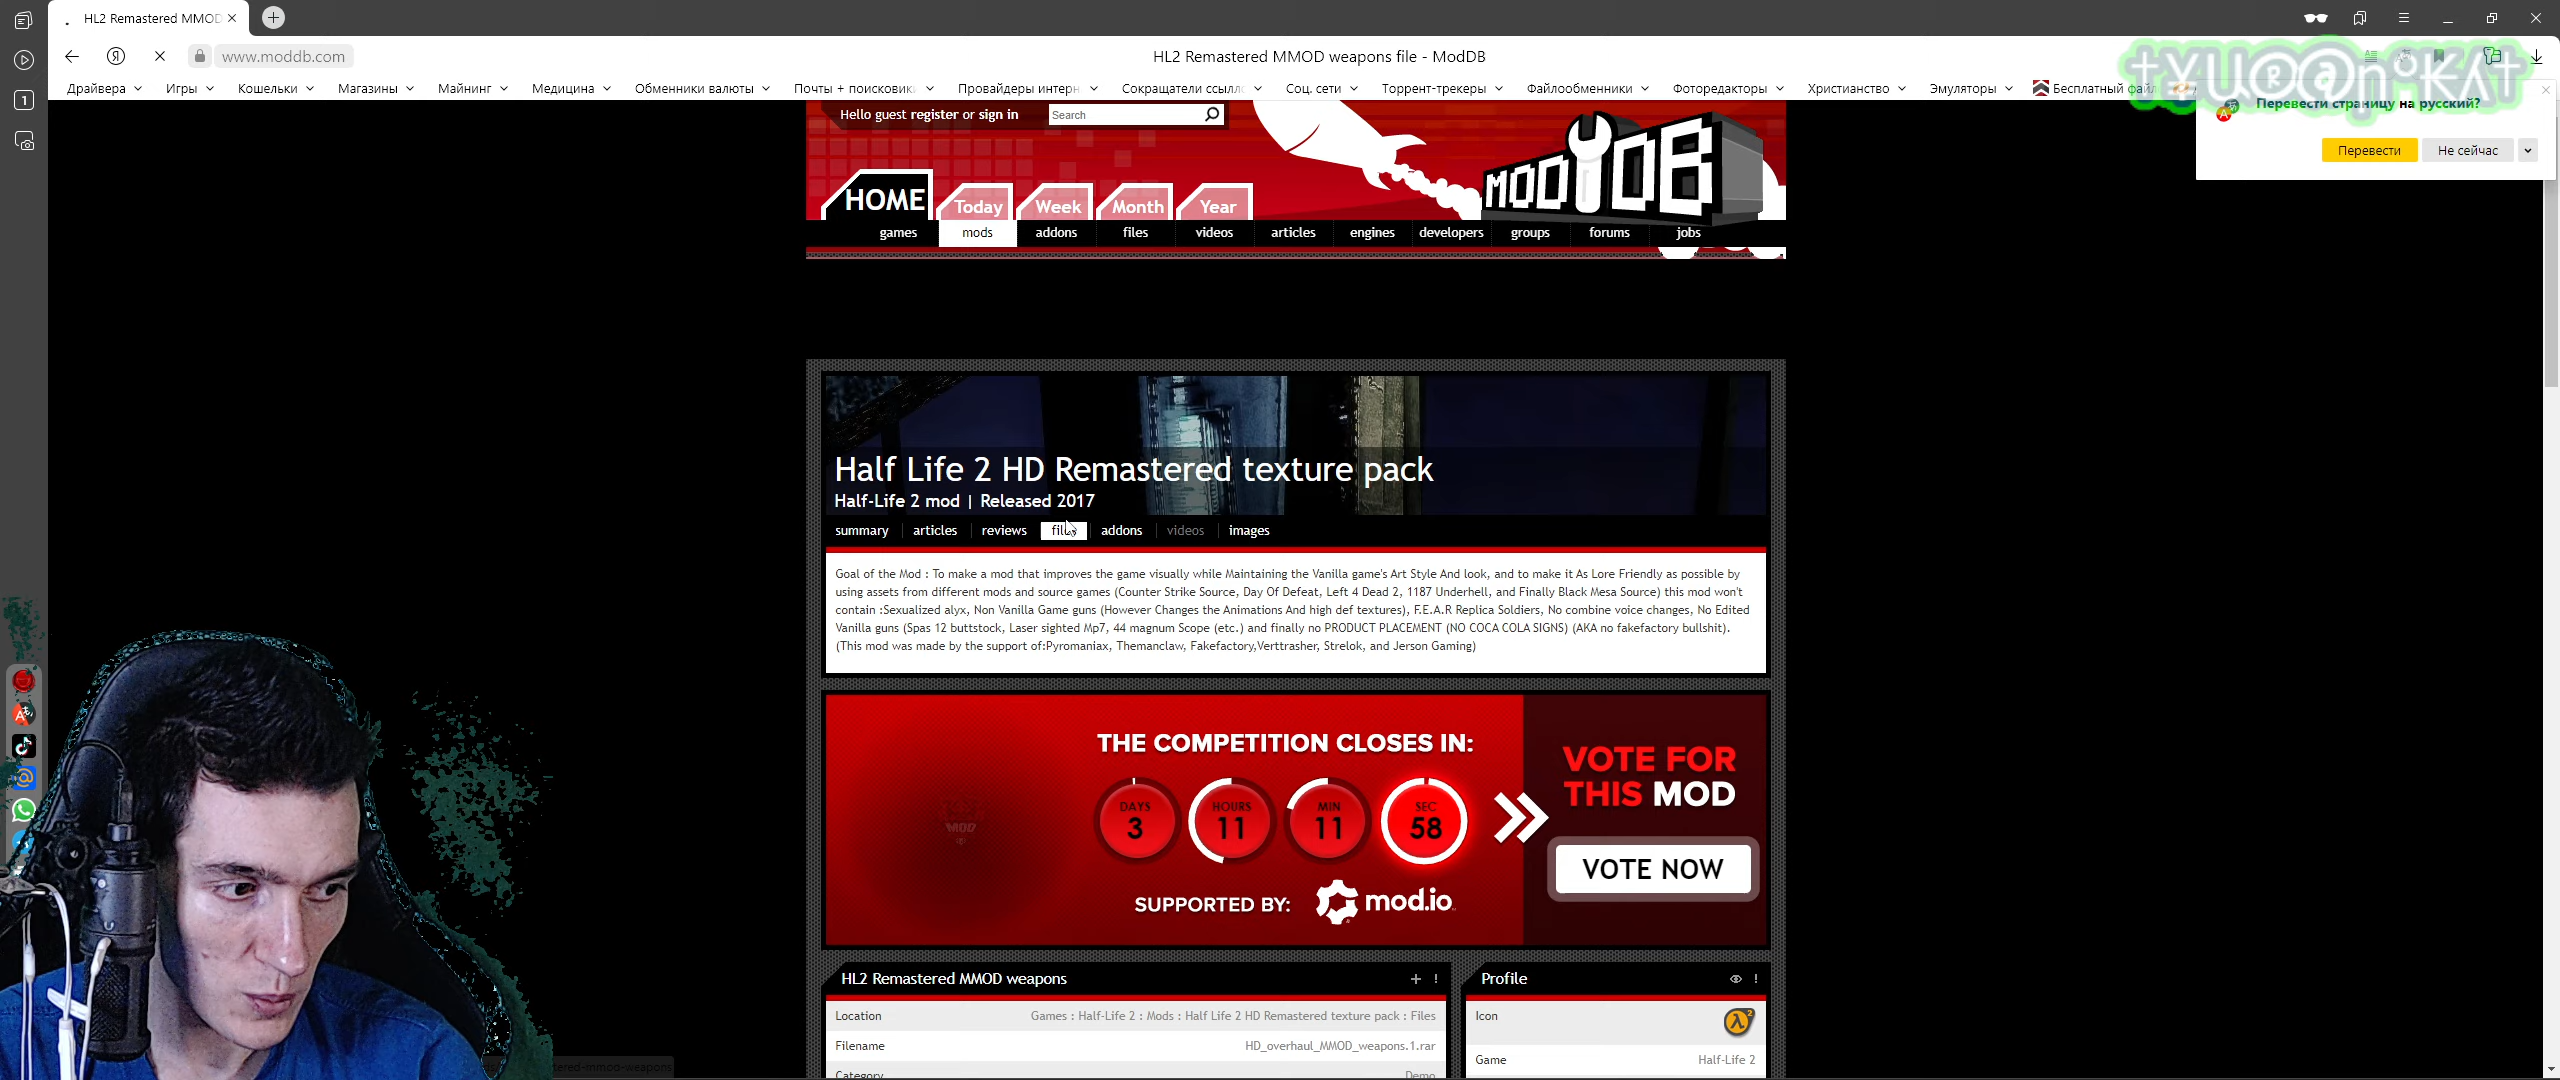 HL2 Remastered MMOD
www.moddb.com
HL2 Remastered MMOD weapons file - ModDB
tYU®@ηєКΛт
Драйвера
Игры
Кошельки
Магазины
Майнинг
Медицина
Обменники валюты
Почты + поисковик
Провайдеры интерн
Сокращатели ссыл
Соц. сети
Торрент-трекеры
Файлообменники
Фоторедакторы
Христианство
Эмуляторы
Бесплатный файл
Перевести страницу на русский?
Перевести
Не сейчас
1
Hello guest register or sign in
Search
MODDB
HOME
Today
Week
Month
Year
games
mods
addons
files
videos
articles
engines
developers
groups
forums
jobs
Half Life 2 HD Remastered texture pack
Half-Life 2 mod | Released 2017
summary
articles
reviews
files
addons
videos
images
Goal of the Mod : To make a mod that improves the game visually while Maintaining the Vanilla game's Art Style And look, and to make it As Lore Friendly as possible by
using assets from different mods and source games (Counter Strike Source, Day Of Defeat, Left 4 Dead 2, 1187 Underhell, and Finally Black Mesa Source) this mod won't
contain :Sexualized alyx, Non Vanilla Game guns (However Changes the Animations And high def textures), F.E.A.R Replica Soldiers, No combine voice changes, No Edited
Vanilla guns (Spas 12 buttstock, Laser sighted Mp7, 44 magnum Scope (etc.) and finally no PRODUCT PLACEMENT (NO COCA COLA SIGNS) (AKA no fakefactory bullshit).
(This mod was made by the support of:Pyromaniax, Themanclaw, Fakefactory,Verttrasher, Strelok, and Jerson Gaming)
THE COMPETITION CLOSES IN:
DAYS
3
HOURS
11
MIN
11
SEC
58
MOD
SUPPORTED BY:
mod.io
VOTE FOR
THIS MOD
VOTE NOW
HL2 Remastered MMOD weapons
Location
Games : Half-Life 2 : Mods : Half Life 2 HD Remastered texture pack : Files
Filename
HD_overhaul_MMOD_weapons.1.rar
Category
Demo
Profile
Icon
Game
Half-Life 2
tered-mmod-weapons